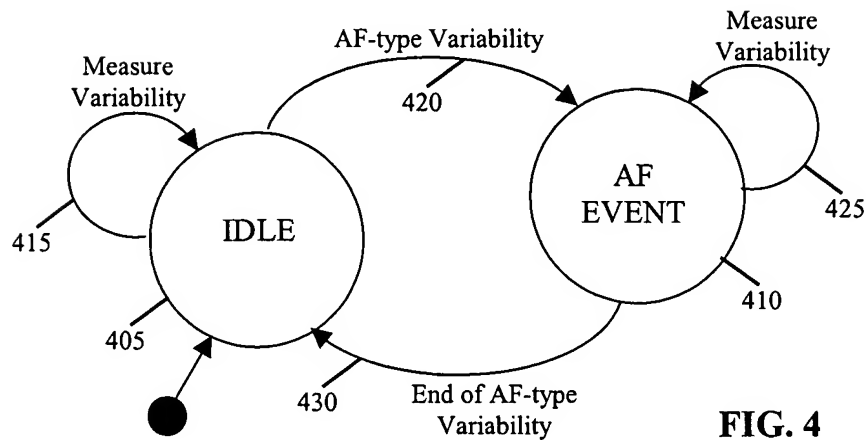 AF-type Variability
420
Measure
Variability
415
IDLE
405
Measure
Variability
425
AF
EVENT
410
430
End of AF-type
Variability
FIG. 4